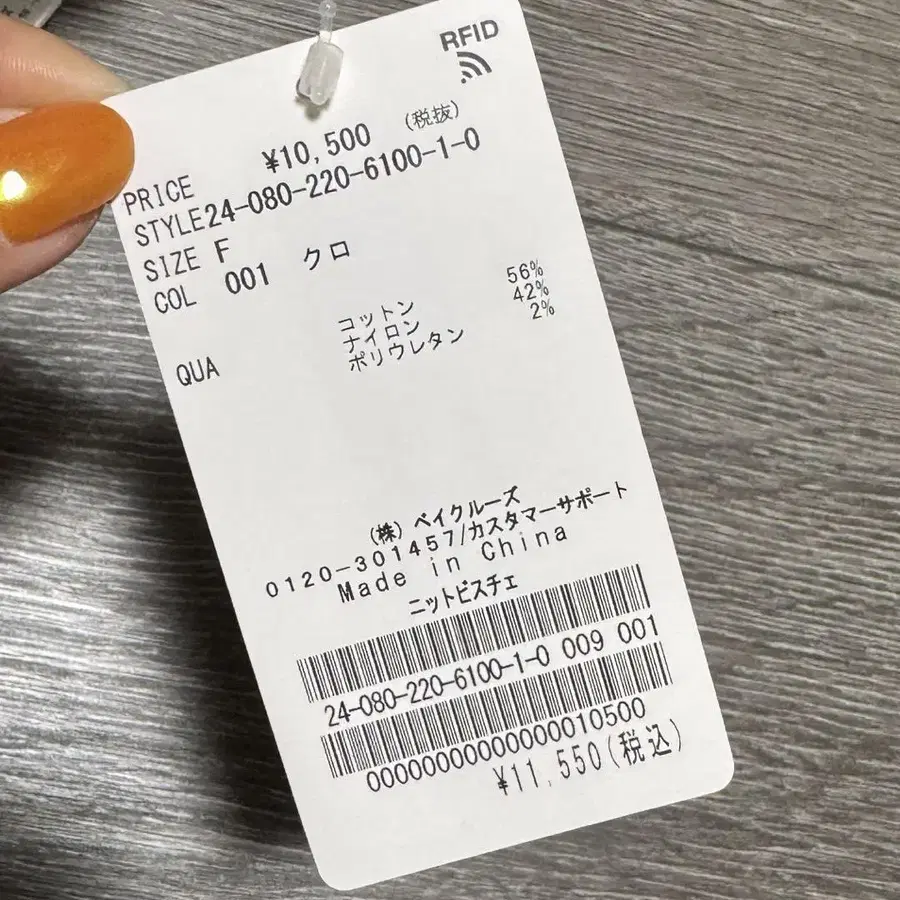 RFID
PRICE ¥10,500 (税抜)
STYLE24-080-220-6100-1-0
SIZE F
COL 001 クロ
コットン 56%
ナイロン 42%
ポリウレタン 2%
QUA
(株) ベイクルーズ
0120-301457/カスタマーサポート
Made in China
ニットビスチェ
24-080-220-6100-1-0 009 001
¥11,550(税込)